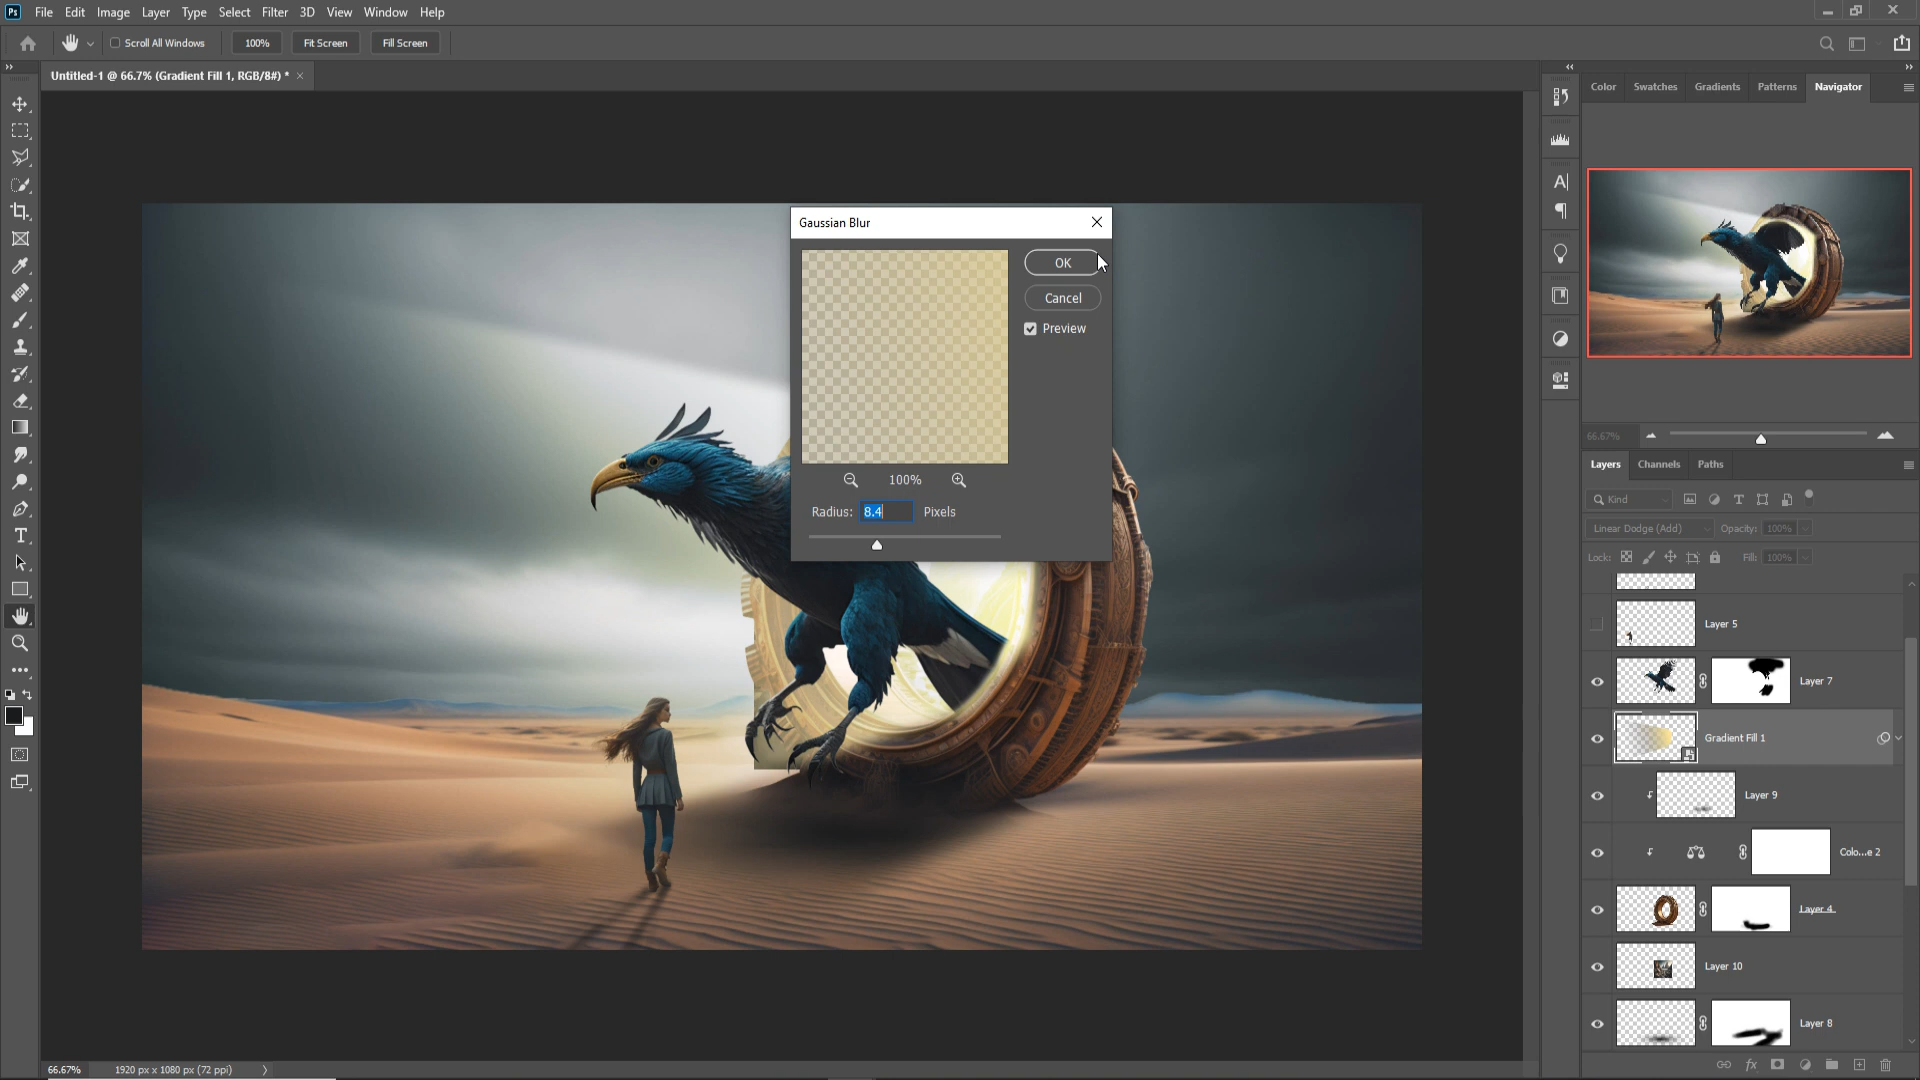 Ps File Edit Image Layer Type Select Filter 3D View Window Help
Scroll All Windows 100% Fit Screen Fill Screen
Untitled-1 @ 66.7% (Gradient Fill 1, RGB/8#) * ×
Color Swatches Gradients Patterns Navigator
Gaussian Blur
OK
Cancel
Preview
100%
Radius: 8.4 Pixels
66.67%
Layers Channels Paths
Kind
Linear Dodge (Add) Opacity: 100%
Lock: Fill: 100%
Layer 5
Layer 7
Gradient Fill 1
Layer 9
Colo...e 2
Layer 4
Layer 10
Layer 8
66.67% 1920 px x 1080 px (72 ppi)